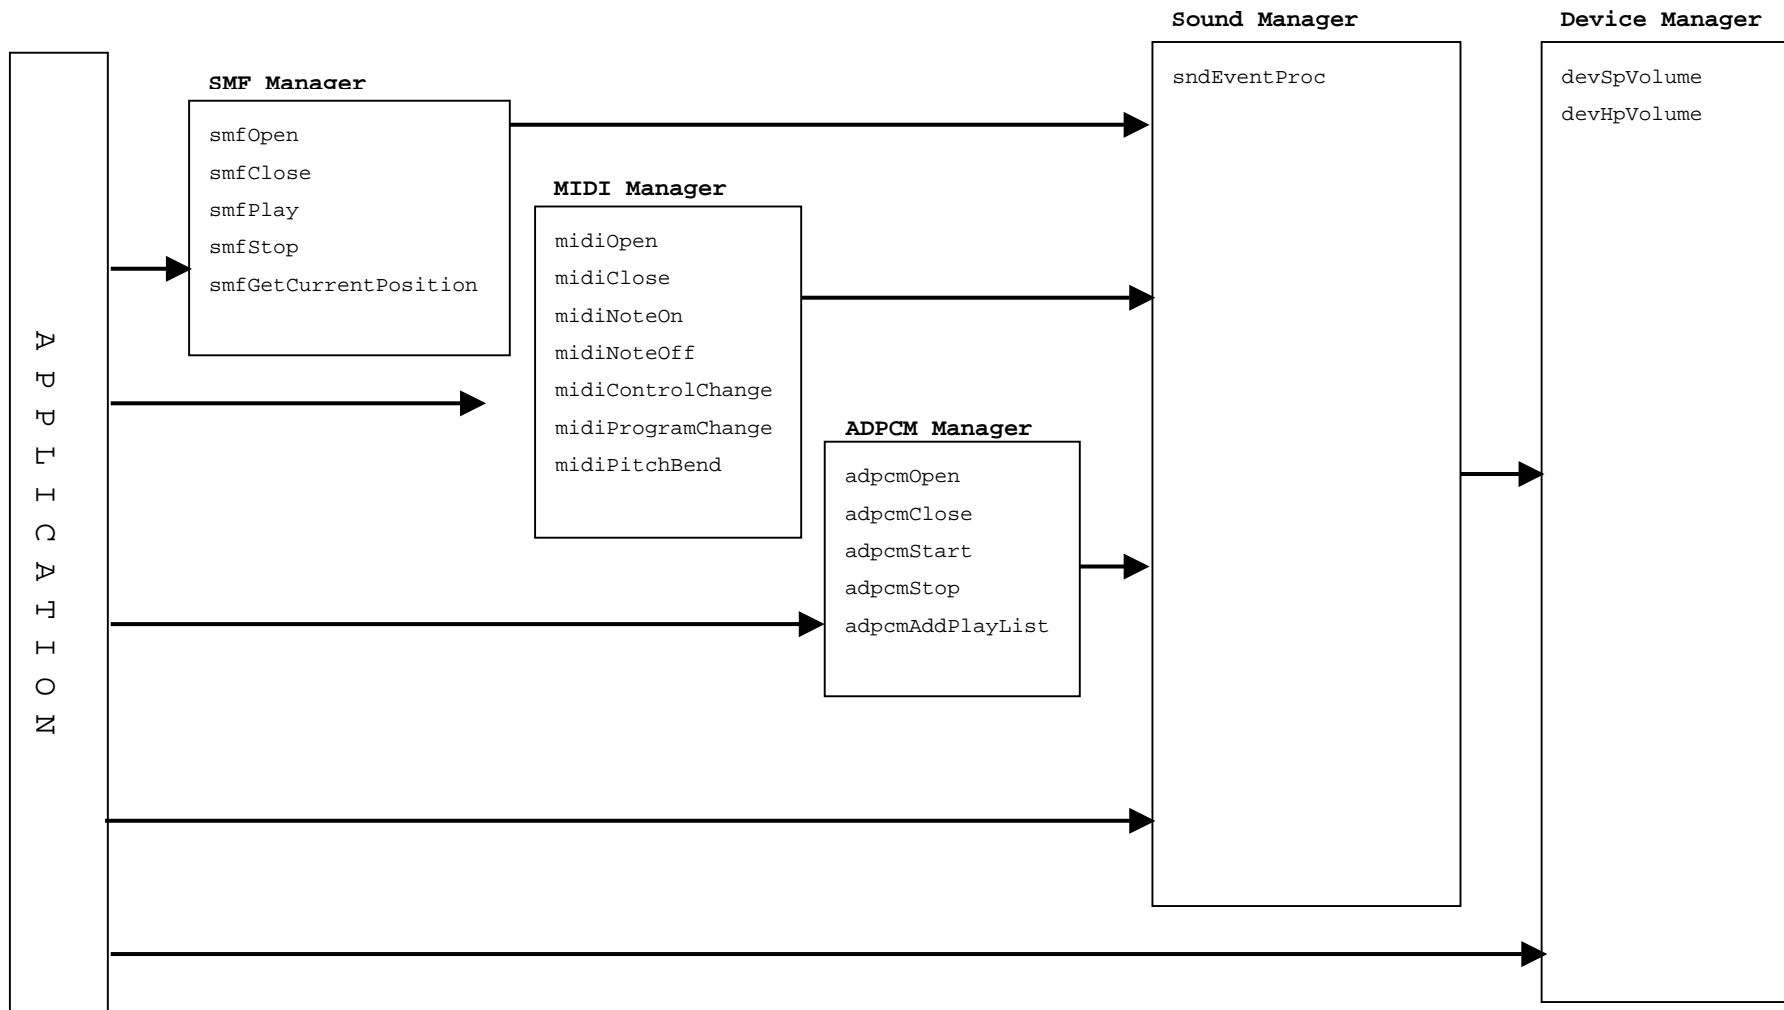 Sound Manager
Device Manager
sndEventProc
devSpVolume
devHpVolume
SMF Manager
smfOpen
smfClose
smfPlay
smfStop
smfGetCurrentPosition
MIDI Manager
midiOpen
midiClose
midiNoteOn
midiNoteOff
midiControlChange
midiProgramChange
midiPitchBend
ADPCM Manager
adpcmOpen
adpcmClose
adpcmStart
adpcmStop
adpcmAddPlayList
APPLICATION